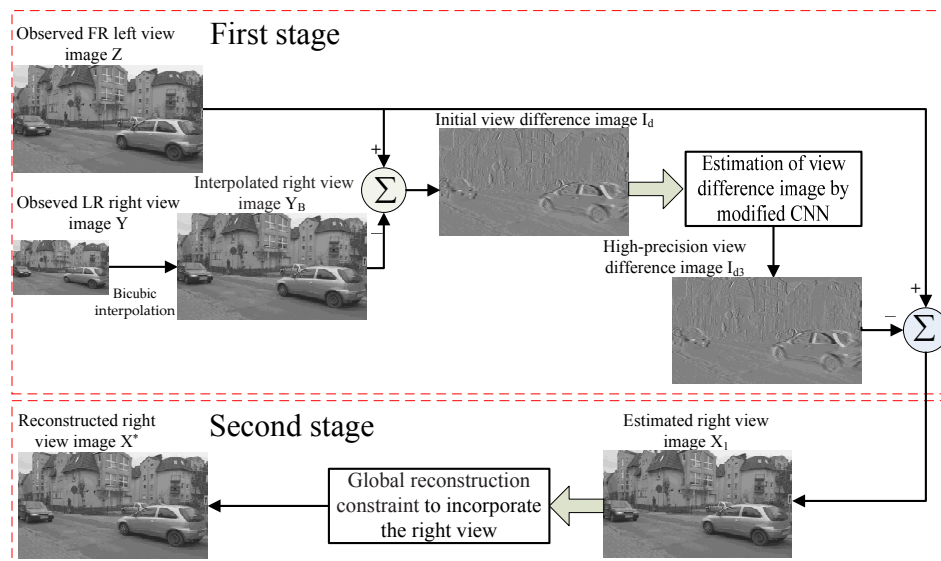 First stage
Observed FR left view
image Z
Initial view difference image I_d
+
Σ
−
Estimation of view
difference image by
modified CNN
Interpolated right view
image Y_B
Obseved LR right view
image Y
Bicubic
interpolation
High-precision view
difference image I_d3
+
−
Σ
Second stage
Reconstructed right
view image X*
Estimated right view
image X_1
Global reconstruction
constraint to incorporate
the right view